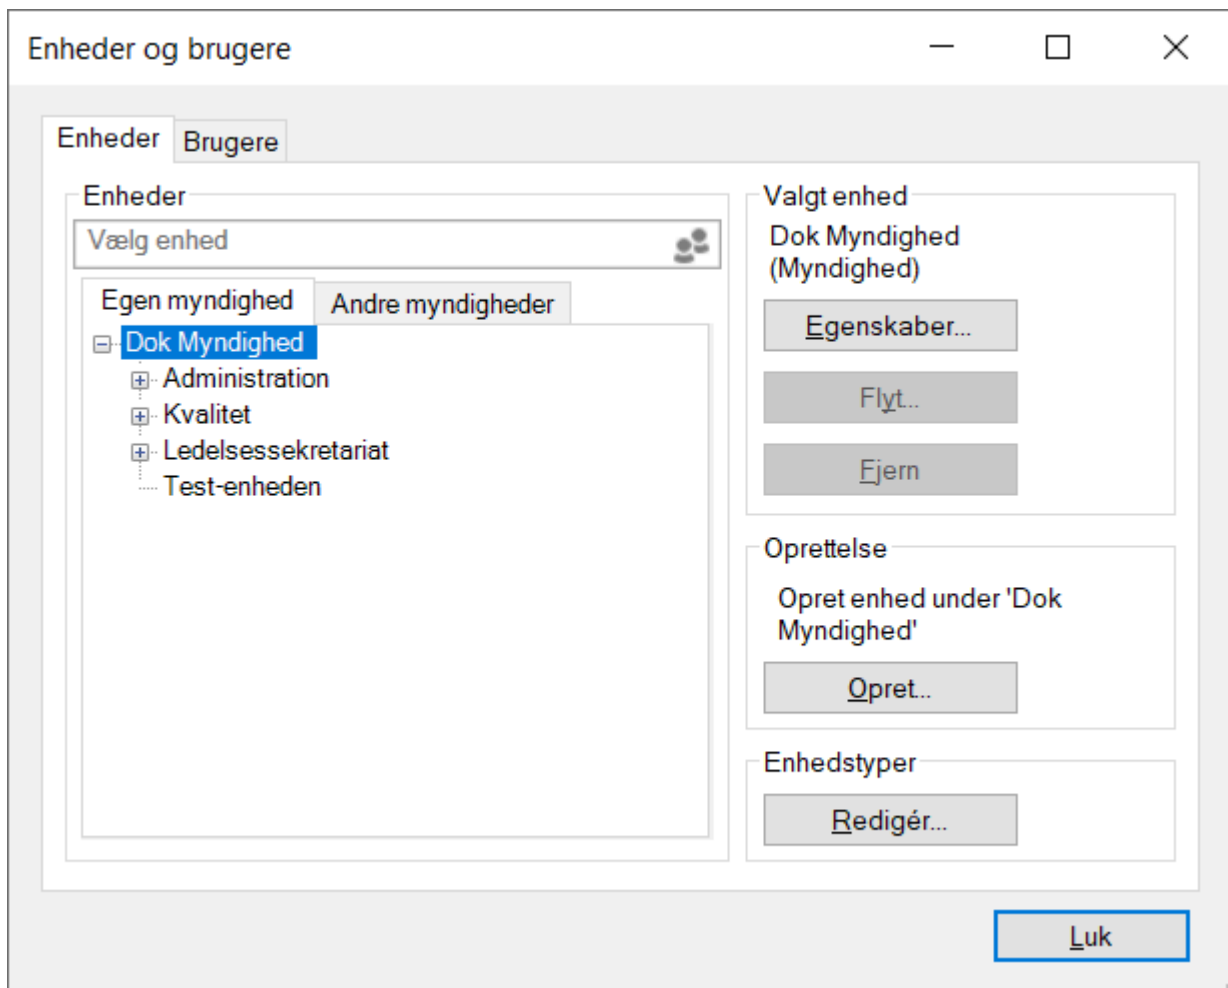 Enheder og brugere
Enheder
Brugere
Enheder
Vælg enhed
Egen myndighed
Andre myndigheder
Dok Myndighed
Administration
Kvalitet
Ledelsessekretariat
Test-enheden
Valgt enhed
Dok Myndighed
(Myndighed)
Egenskaber...
Flyt...
Fjern
Oprettelse
Opret enhed under 'Dok
Myndighed'
Opret...
Enhedstyper
Redigér...
Luk